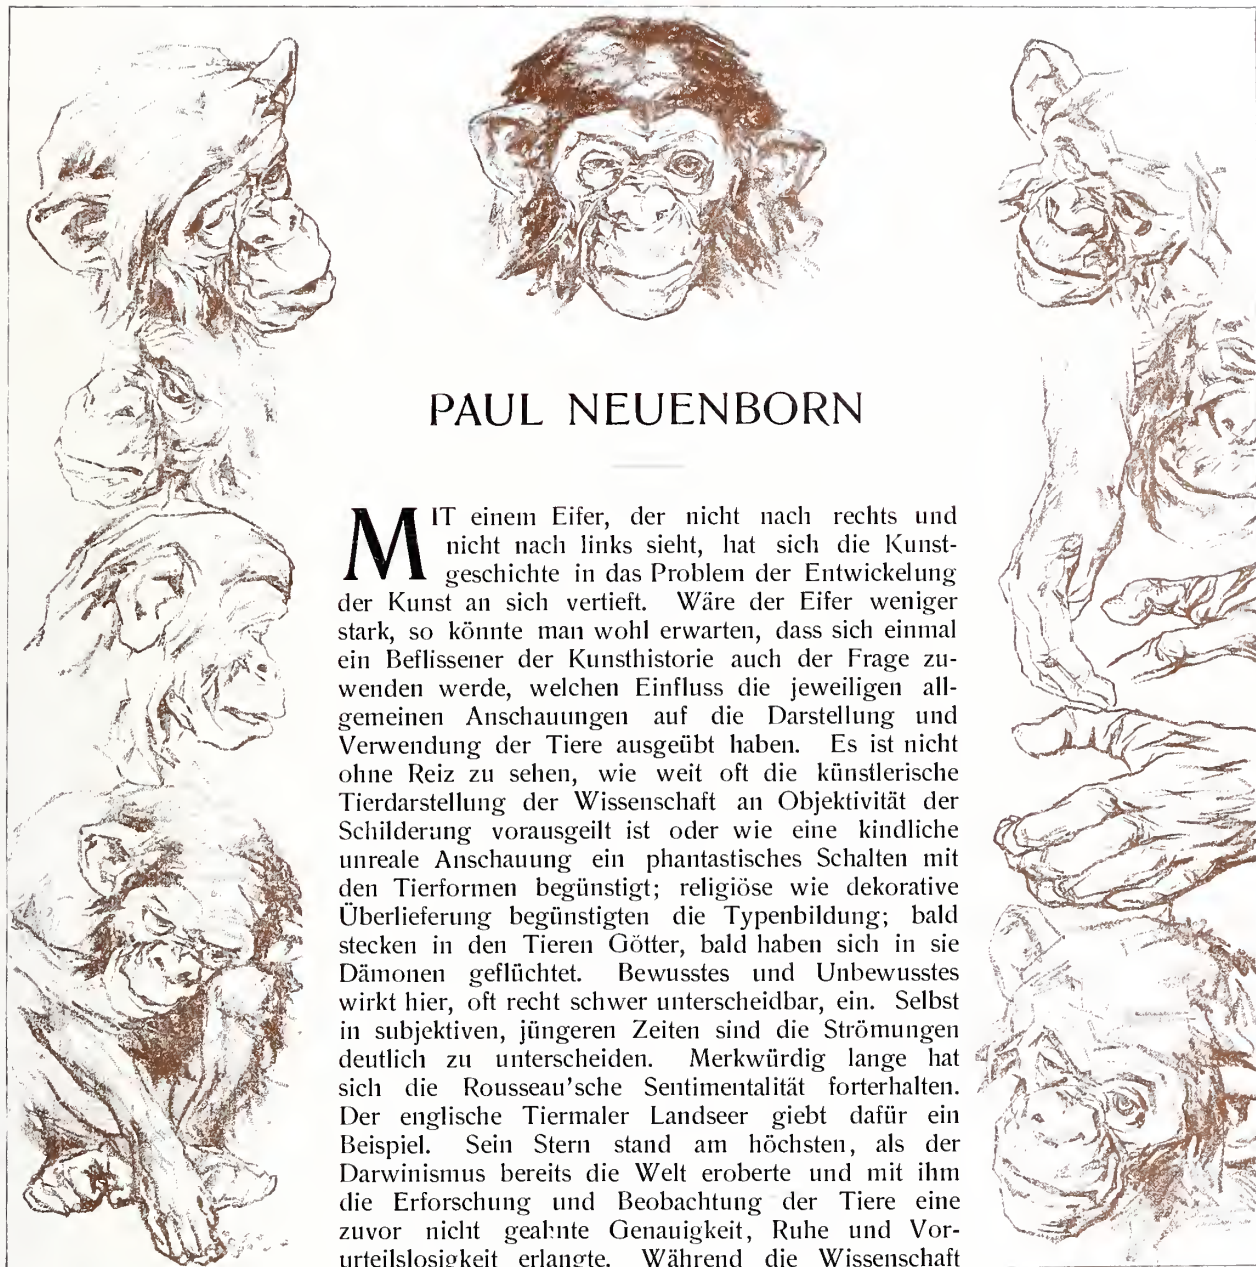 PAUL NEUENBORN
MIT einem Eifer, der nicht nach rechts und
nicht nach links sieht, hat sich die Kunst-
geschichte in das Problem der Entwickelung
der Kunst an sich vertieft. Wäre der Eifer weniger
stark, so könnte man wohl erwarten, dass sich einmal
ein Beflissener der Kunsthistorie auch der Frage zu-
wenden werde, welchen Einfluss die jeweiligen all-
gemeinen Anschauungen auf die Darstellung und
Verwendung der Tiere ausgeübt haben. Es ist nicht
ohne Reiz zu sehen, wie weit oft die künstlerische
Tierdarstellung der Wissenschaft an Objektivität der
Schilderung vorausgeilt ist oder wie eine kindliche
unreale Anschauung ein phantastisches Schalten mit
den Tierformen begünstigt; religiöse wie dekorative
Überlieferung begünstigten die Typenbildung; bald
stecken in den Tieren Götter, bald haben sich in sie
Dämonen geflüchtet. Bewusstes und Unbewusstes
wirkt hier, oft recht schwer unterscheidbar, ein. Selbst
in subjektiven, jüngeren Zeiten sind die Strömungen
deutlich zu unterscheiden. Merkwürdig lange hat
sich die Rousseau'sche Sentimentalität forterhalten.
Der englische Tiermaler Landseer giebt dafür ein
Beispiel. Sein Stern stand am höchsten, als der
Darwinismus bereits die Welt eroberte und mit ihm
die Erforschung und Beobachtung der Tiere eine
zuvor nicht geahnte Genauigkeit, Ruhe und Vor-
urteilslosigkeit erlangte. Während die Wissenschaft